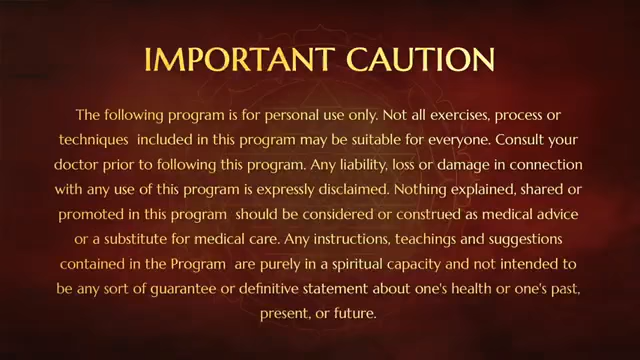 IMPORTANT CAUTION
The following program is for personal use only. Not all exercises, process or
techniques included in this program may be suitable for everyone. Consult your
doctor prior to following this program. Any liability, loss or damage in connection
with any use of this program is expressly disclaimed. Nothing explained, shared or
promoted in this program should be considered or construed as medical advice
or a substitute for medical care. Any instructions, teachings and suggestions
contained in the Program are purely in a spiritual capacity and not intended to
be any sort of guarantee or definitive statement about one's health or one's past,
present, or future.